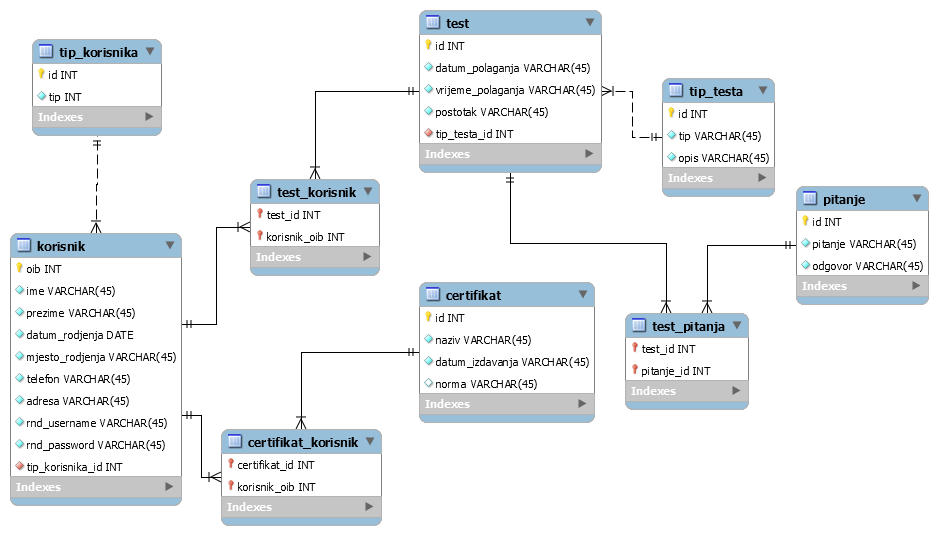 tip_korisnika
id INT
tip INT
Indexes
korisnik
oib INT
ime VARCHAR(45)
prezime VARCHAR(45)
datum_rodjenja DATE
mjesto_rodjenja VARCHAR(45)
telefon VARCHAR(45)
adresa VARCHAR(45)
rnd_username VARCHAR(45)
rnd_password VARCHAR(45)
tip_korisnika_id INT
Indexes
test_korisnik
test_id INT
korisnik_oib INT
Indexes
certifikat_korisnik
certifikat_id INT
korisnik_oib INT
Indexes
test
id INT
datum_polaganja VARCHAR(45)
vrijeme_polaganja VARCHAR(45)
postotak VARCHAR(45)
tip_testa_id INT
Indexes
certifikat
id INT
naziv VARCHAR(45)
datum_izdavanja VARCHAR(45)
norma VARCHAR(45)
Indexes
tip_testa
id INT
tip VARCHAR(45)
opis VARCHAR(45)
Indexes
test_pitanja
test_id INT
pitanje_id INT
Indexes
pitanje
id INT
pitanje VARCHAR(45)
odgovor VARCHAR(45)
Indexes